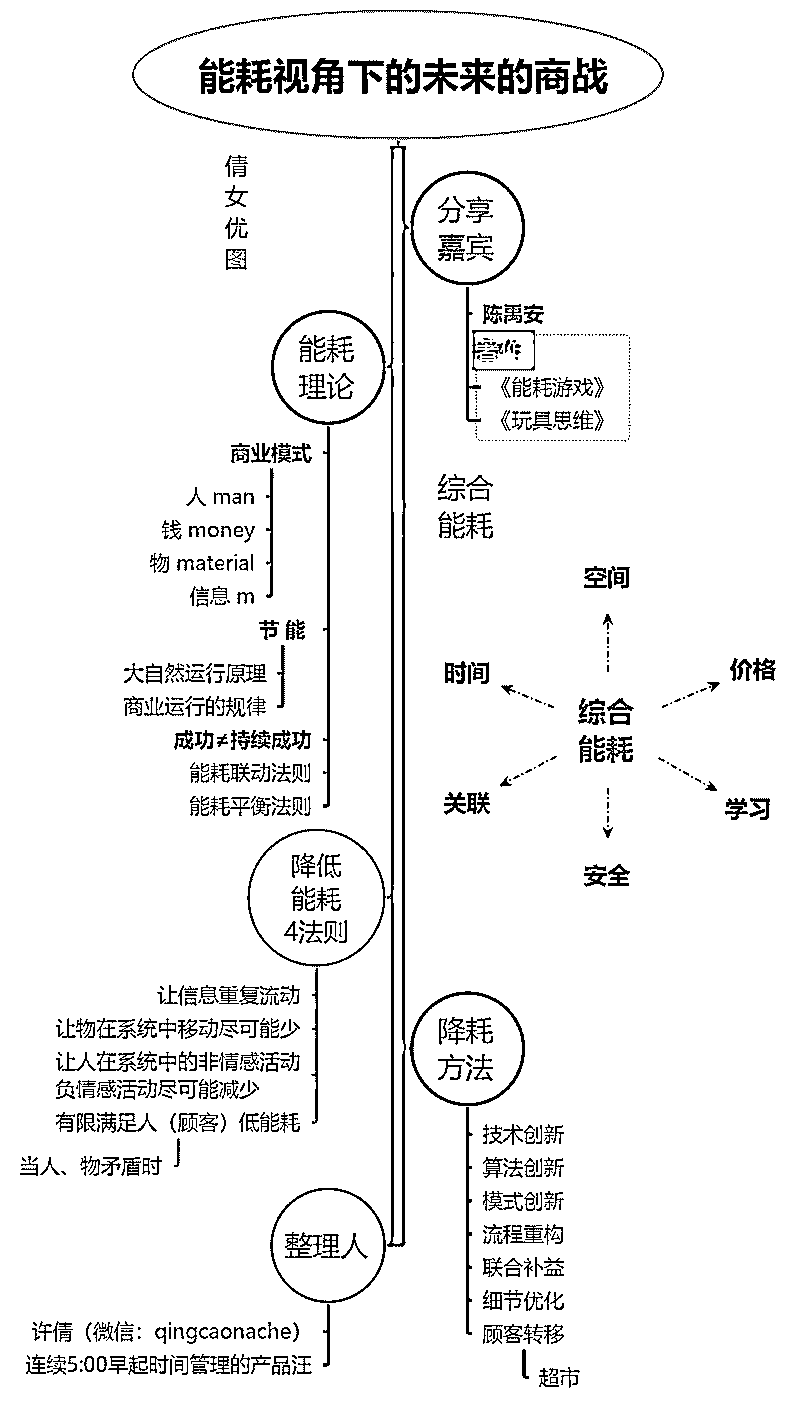 能耗视角下的未来的商战
倩
女
优
图
分享
嘉宾
陈禹安
《能耗游戏》
《玩具思维》
能耗
理论
商业模式
人 man
钱 money
物 material
信息 m
节 能
大自然运行原理
商业运行的规律
成功≠持续成功
能耗联动法则
能耗平衡法则
综合
能耗
空间
时间
价格
综合
能耗
关联
学习
安全
降低
能耗
4法则
让信息重复流动
让物在系统中移动尽可能少
让人在系统中的非情感活动
负情感活动尽可能减少
有限满足人（顾客）低能耗
当人、物矛盾时
降耗
方法
技术创新
算法创新
模式创新
流程重构
联合补益
细节优化
顾客转移
超市
整理人
许倩（微信：qingcaonache）
连续5:00早起时间管理的产品汪